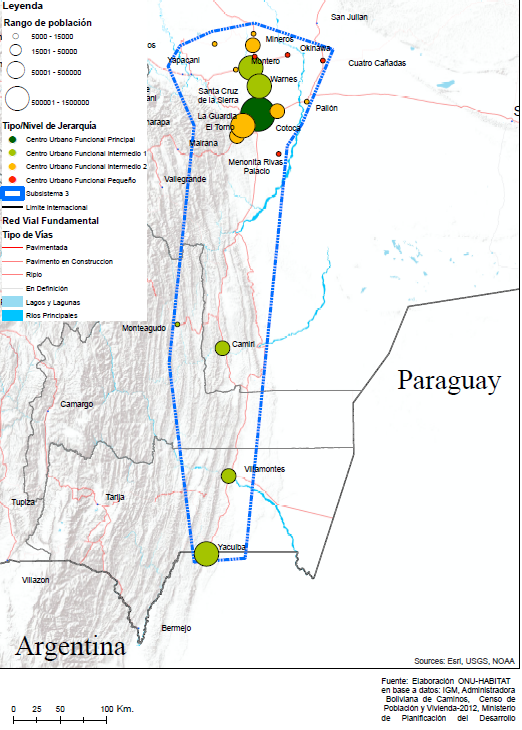 Leyenda
Rango de población
5000 - 15000
15001 - 50000
50001 - 500000
500001 - 1500000
Tipo/Nivel de Jerarquía
Centro Urbano Funcional Principal
Centro Urbano Funcional Intermedio 1
Centro Urbano Funcional Intermedio 2
Centro Urbano Funcional Pequeño
Subsistema 3
Límite Internacional
Red Vial Fundamental
Tipo de Vías
Pavimentada
Pavimento en Construccion
Ripio
En Definición
Lagos y Lagunas
Ríos Principales
San Julian
Mineros
Okinawa
os
Yapacani
Montero
Cuatro Cañadas
Warnes
Santa Cruz
de la Sierra
ani
Pailón
S
La Guardia
El Torno
Cotoca
narapa
Mairana
Menonita Rivas
Palacio
Vallegrande
Monteagudo
Camiri
Paraguay
Camargo
Villamontes
Tupiza
Tarija
Yacuiba
Villazon
Bermejo
Argentina
Sources: Esri, USGS, NOAA
Fuente: Elaboración ONU-HABITAT
en base a datos: IGM, Administradora
Boliviana de Caminos, Censo de
Población y Vivienda-2012, Ministerio
de Planificación del Desarrollo
0 25 50 100 Km.